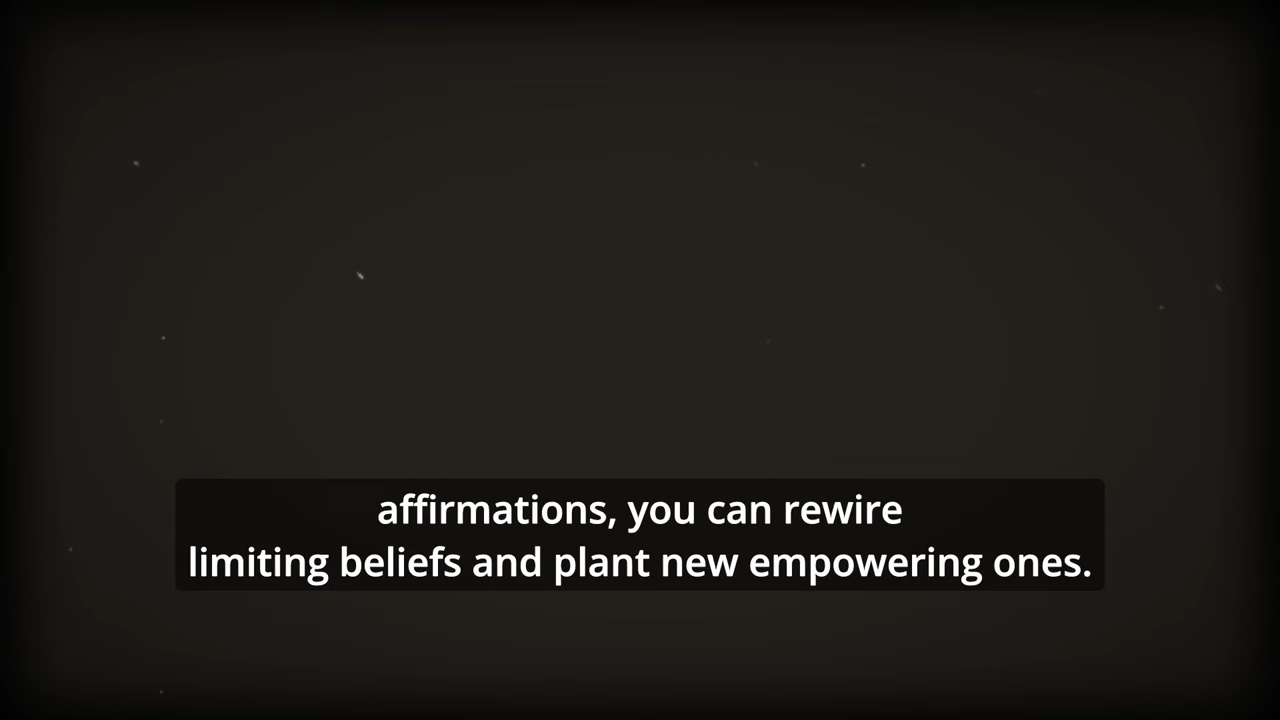 affirmations, you can rewire
limiting beliefs and plant new empowering ones.